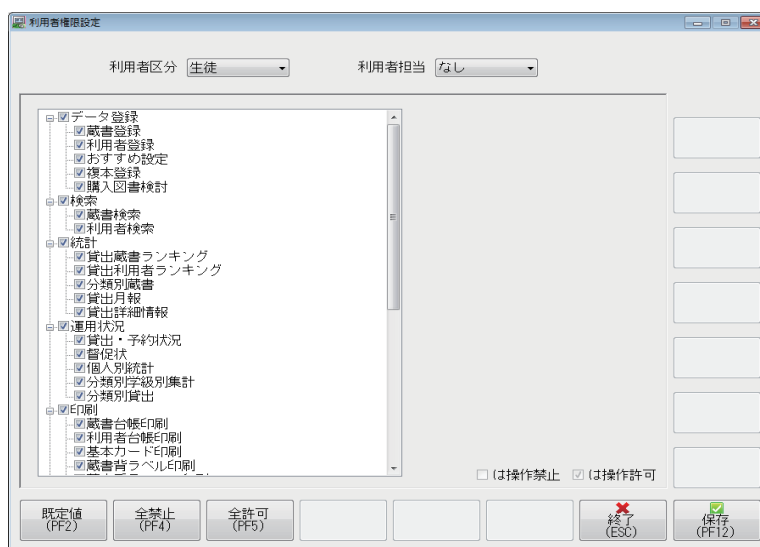 利用者権限設定
利用者区分 生徒 利用者担当 なし
データ登録
蔵書登録
利用者登録
おすすめ設定
複本登録
購入図書検討
検索
蔵書検索
利用者検索
統計
貸出蔵書ランキング
貸出利用者ランキング
分類別蔵書
貸出月報
貸出詳細情報
運用状況
貸出・予約状況
督促状
個人別統計
分類別学級別集計
分類別貸出
印刷
蔵書台帳印刷
利用者台帳印刷
基本カード印刷
蔵書背ラベル印刷
は操作禁止 は操作許可
既定値 全禁止 全許可 終了 保存
(PF2) (PF4) (PF5) (ESC) (PF12)